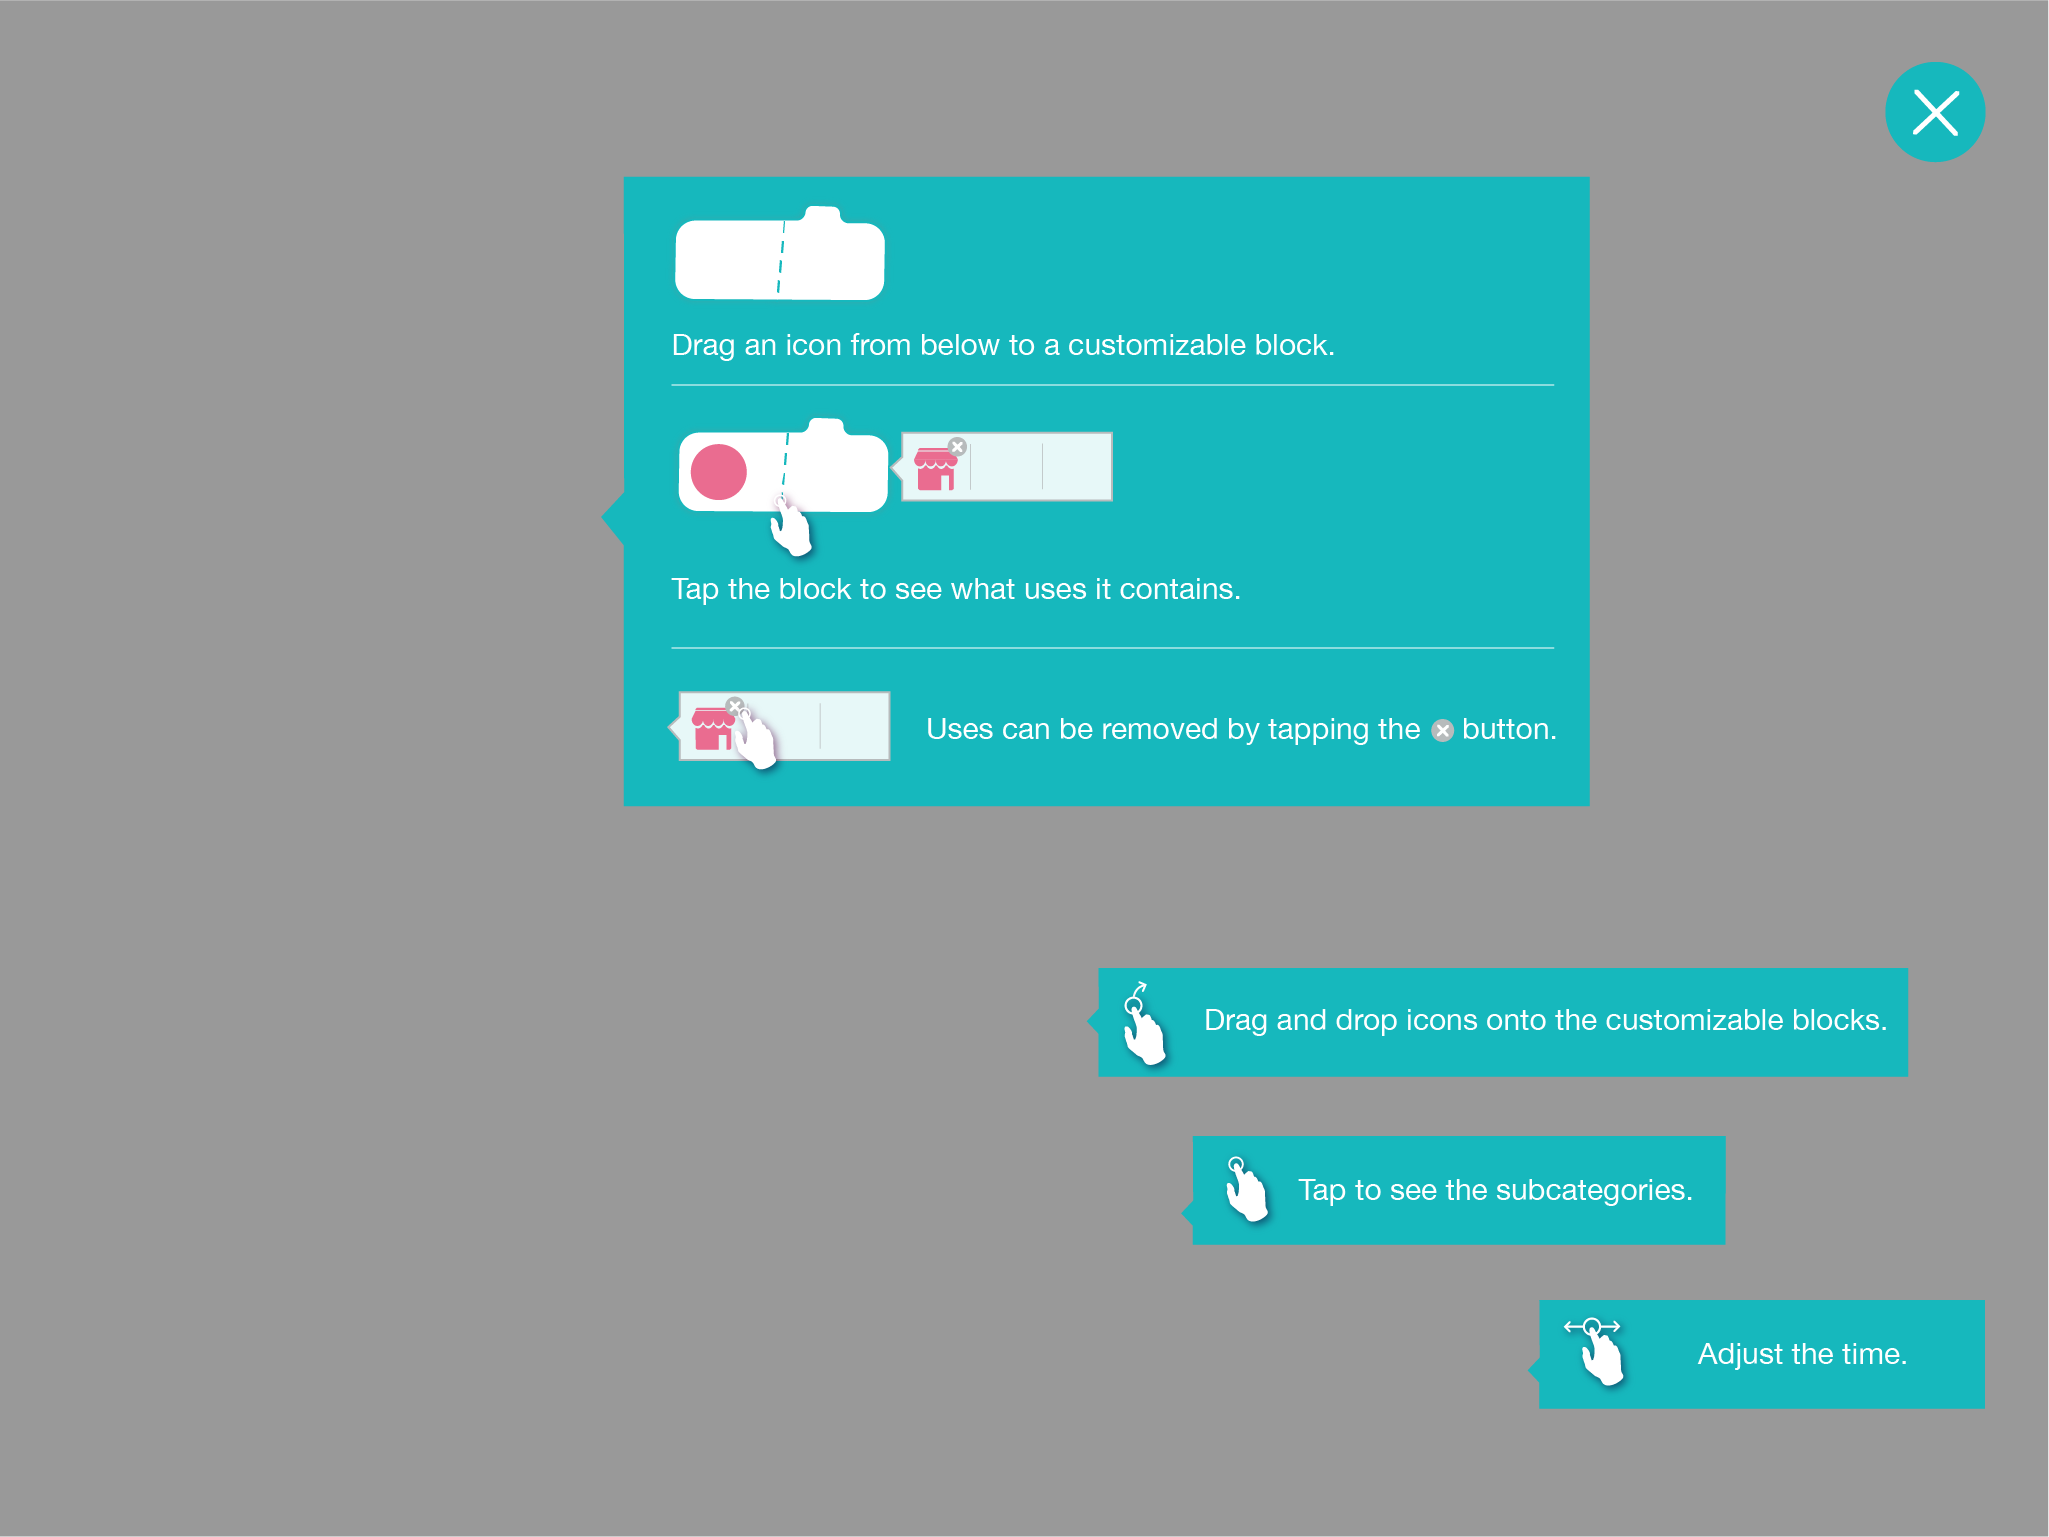 Drag an icon from below to a customizable block.
Tap the block to see what uses it contains.
Uses can be removed by tapping the button.
Drag and drop icons onto the customizable blocks.
Tap to see the subcategories.
Adjust the time.